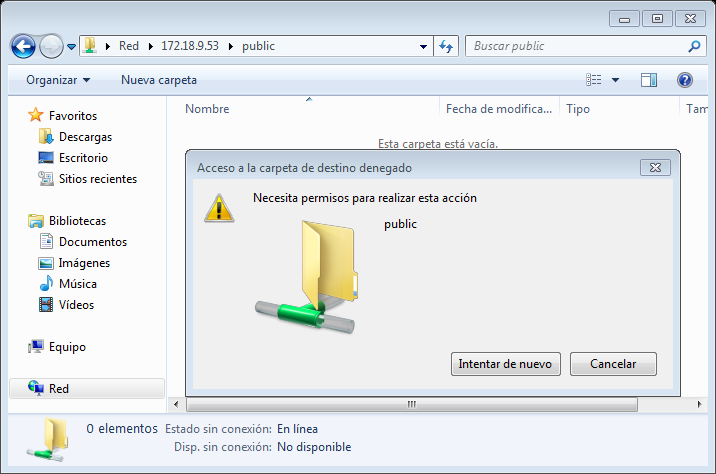 Red ▸ 172.18.9.53 ▸ public
Buscar public
Organizar
Nueva carpeta
Favoritos
Descargas
Escritorio
Sitios recientes
Bibliotecas
Documentos
Imágenes
Música
Vídeos
Equipo
Red
Nombre
Fecha de modifica...
Tipo
Tam
Esta carpeta está vacía.
Acceso a la carpeta de destino denegado
Necesita permisos para realizar esta acción
public
Intentar de nuevo
Cancelar
0 elementos
Estado sin conexión: En línea
Disp. sin conexión: No disponible